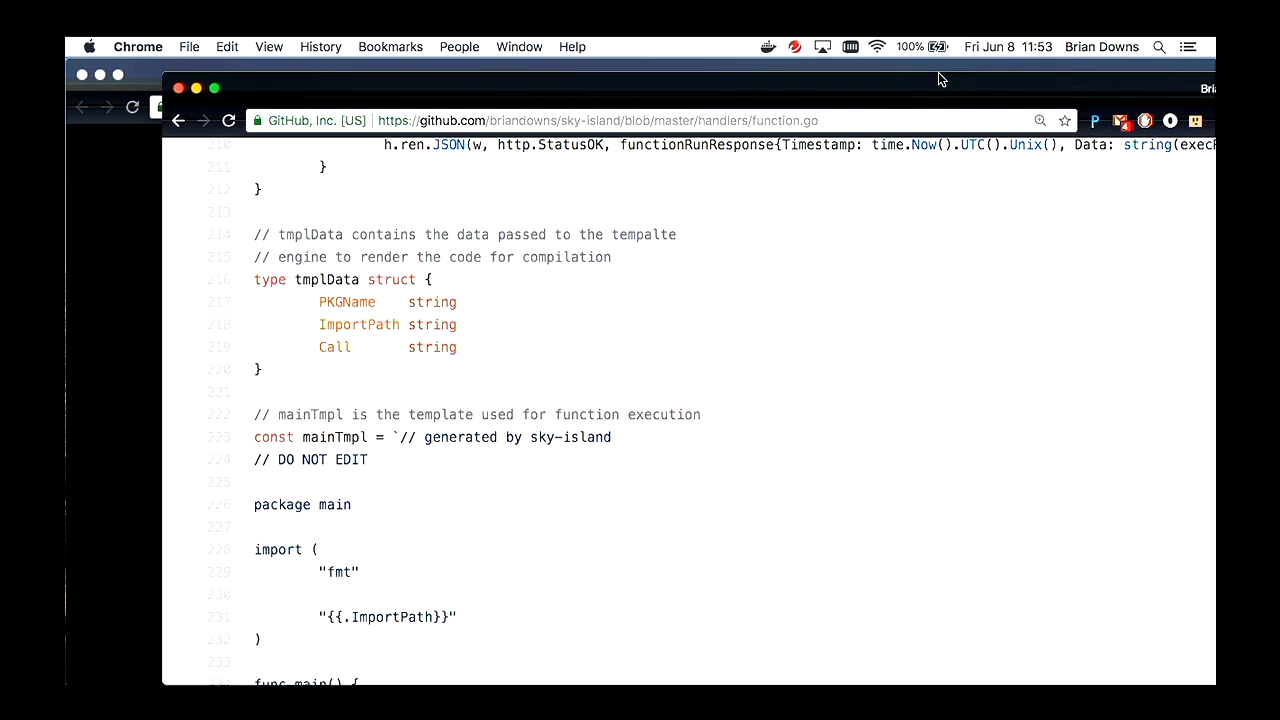 Chrome File Edit View History Bookmarks People Window Help 100% Fri Jun 8 11:53 Brian Downs
GitHub, Inc. [US] https://github.com/briandowns/sky-island/blob/master/handlers/function.go
210 h.ren.JSON(w, http.StatusOK, functionRunResponse{Timestamp: time.Now().UTC().Unix(), Data: string(
211 }
212 }
213
214 // tmplData contains the data passed to the tempalte
215 // engine to render the code for compilation
216 type tmplData struct {
217 PKGName string
218 ImportPath string
219 Call string
220 }
221
222 // mainTmpl is the template used for function execution
223 const mainTmpl = `// generated by sky-island
224 // DO NOT EDIT
225
226 package main
227
228 import (
229 "fmt"
230
231 "{{.ImportPath}}"
232 )
233
234 func main() {